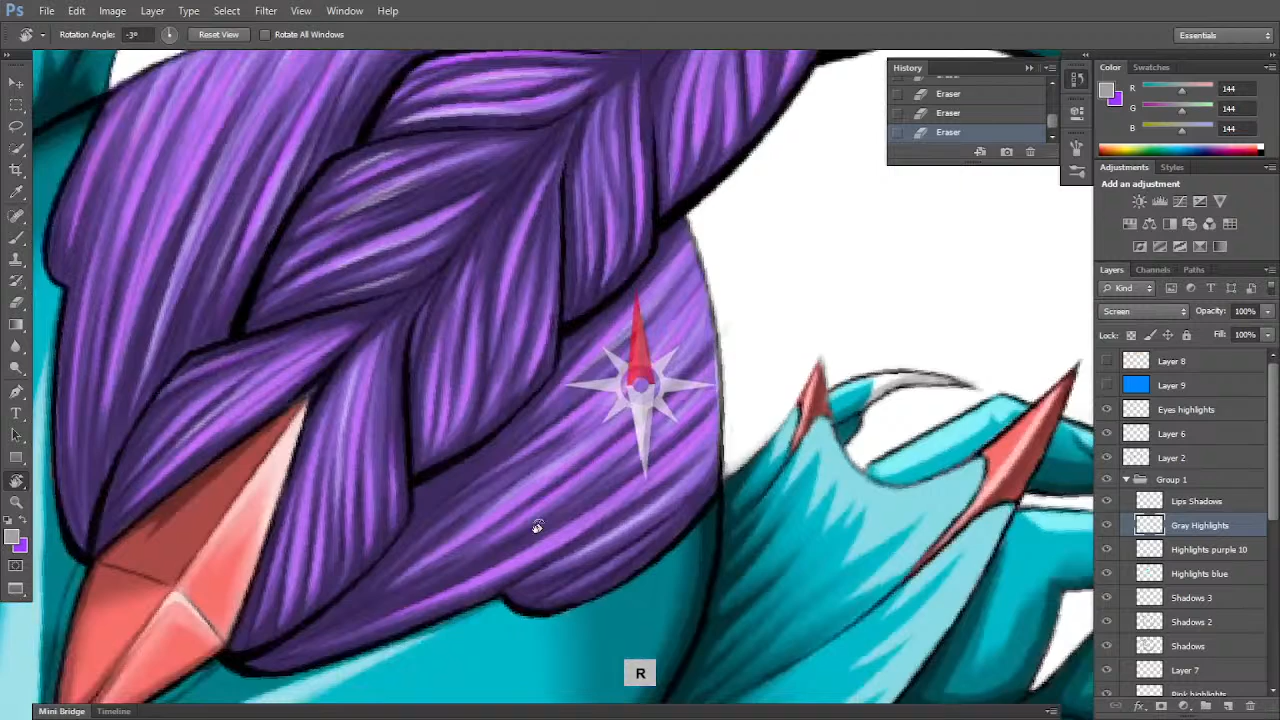 Ps File Edit Image Layer Type Select Filter View Window Help
Rotation Angle: -3° Reset View Rotate All Windows Essentials
History
Eraser
Eraser
Eraser
Color Swatches
R 144
G 144
B 144
Adjustments Styles
Add an adjustment
Layers Channels Paths
Kind
Screen Opacity: 100%
Lock: Fill: 100%
Layer 8
Layer 9
Eyes highlights
Layer 6
Layer 2
Group 1
Lips Shadows
Gray Highlights
Highlights purple 10
Highlights blue
Shadows 3
Shadows 2
Shadows
Layer 7
Pink highlights
R
Mini Bridge Timeline